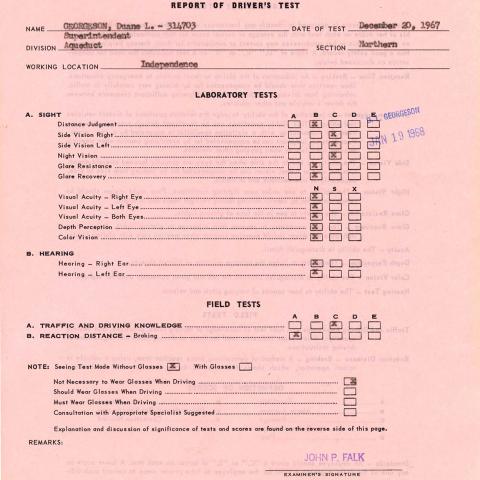 REPORT OF DRIVER'S TEST
NAME GEORGESON, Duane L. - 314703 DATE OF TEST December 20, 1967
Superintendent
DIVISION Aqueduct SECTION Northern
WORKING LOCATION Independence
LABORATORY TESTS
A. SIGHT A B C D E
Distance Judgment X
Side Vision Right X
Side Vision Left X
Night Vision X
Glare Resistance X
Glare Recovery X
GEORGESON
JAN 19 1968
N S X
Visual Acuity - Right Eye X
Visual Acuity - Left Eye X
Visual Acuity - Both Eyes X
Depth Perception X
Color Vision X
B. HEARING
Hearing - Right Ear X
Hearing - Left Ear X
FIELD TESTS
A B C D E
A. TRAFFIC AND DRIVING KNOWLEDGE X
B. REACTION DISTANCE - Braking X
NOTE: Seeing Test Made Without Glasses X With Glasses
Not Necessary to Wear Glasses When Driving X
Should Wear Glasses When Driving
Must Wear Glasses When Driving
Consultation with Appropriate Specialist Suggested
Explanation and discussion of significance of tests and scores are found on the reverse side of this page.
REMARKS:
JOHN P. FALK
EXAMINER'S SIGNATURE